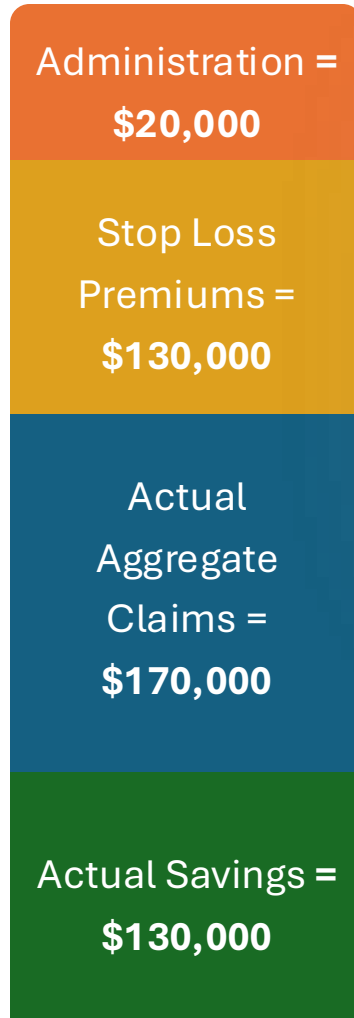 Administration =
$20,000
Stop Loss
Premiums =
$130,000
Actual
Aggregate
Claims =
$170,000
Actual Savings =
$130,000